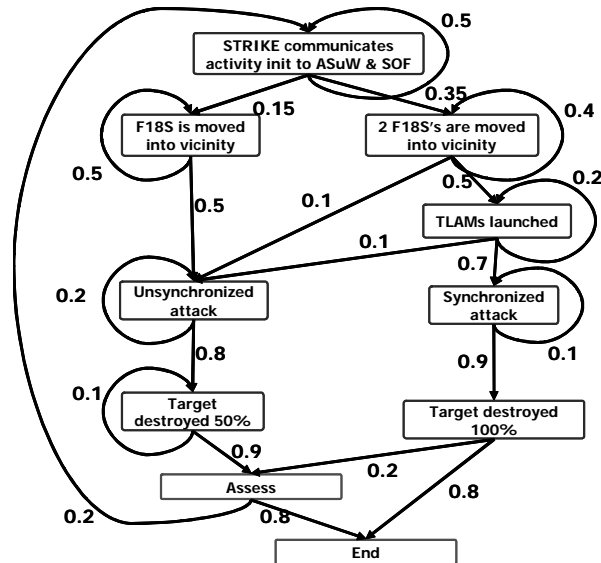 0.5
STRIKE communicates
activity init to ASuW & SOF
0.15
0.35
F18S is moved
into vicinity
2 F18S's are moved
into vicinity
0.4
0.5
0.5
0.2
0.5
0.1
TLAMs launched
0.1
0.7
0.2
Unsynchronized
attack
Synchronized
attack
0.1
0.8
0.9
0.1
Target
destroyed 50%
Target destroyed
100%
0.9
0.2
Assess
0.8
0.2
0.8
End